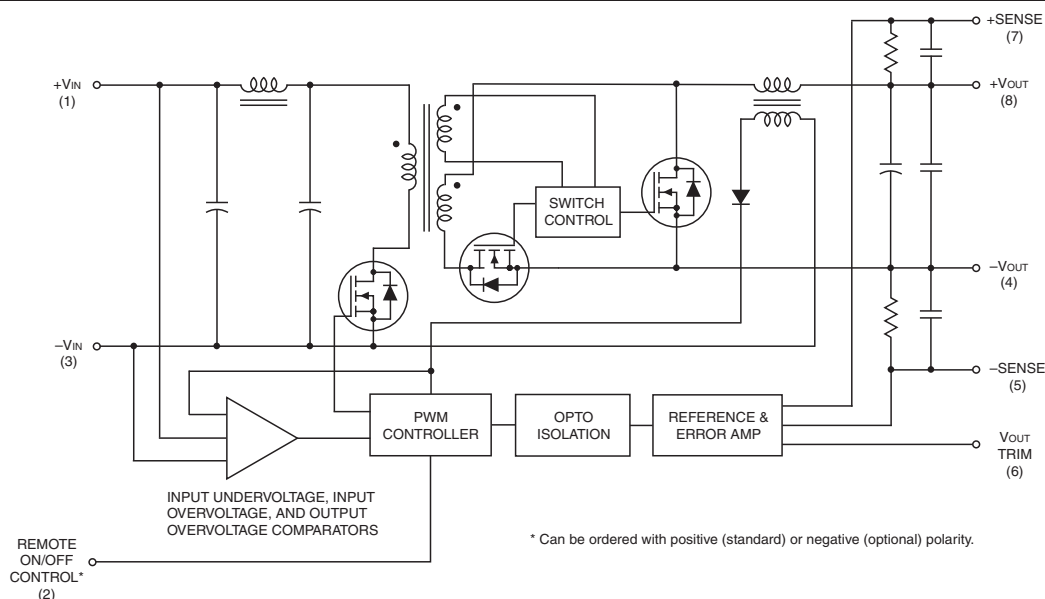 +SENSE
(7)
+VIN
(1)
+VOUT
(8)
SWITCH
CONTROL
−VOUT
(4)
−VIN
(3)
−SENSE
(5)
PWM
CONTROLLER
OPTO
ISOLATION
REFERENCE &
ERROR AMP
VOUT
TRIM
(6)
INPUT UNDERVOLTAGE, INPUT
OVERVOLTAGE, AND OUTPUT
OVERVOLTAGE COMPARATORS
REMOTE
ON/OFF
CONTROL*
(2)
* Can be ordered with positive (standard) or negative (optional) polarity.